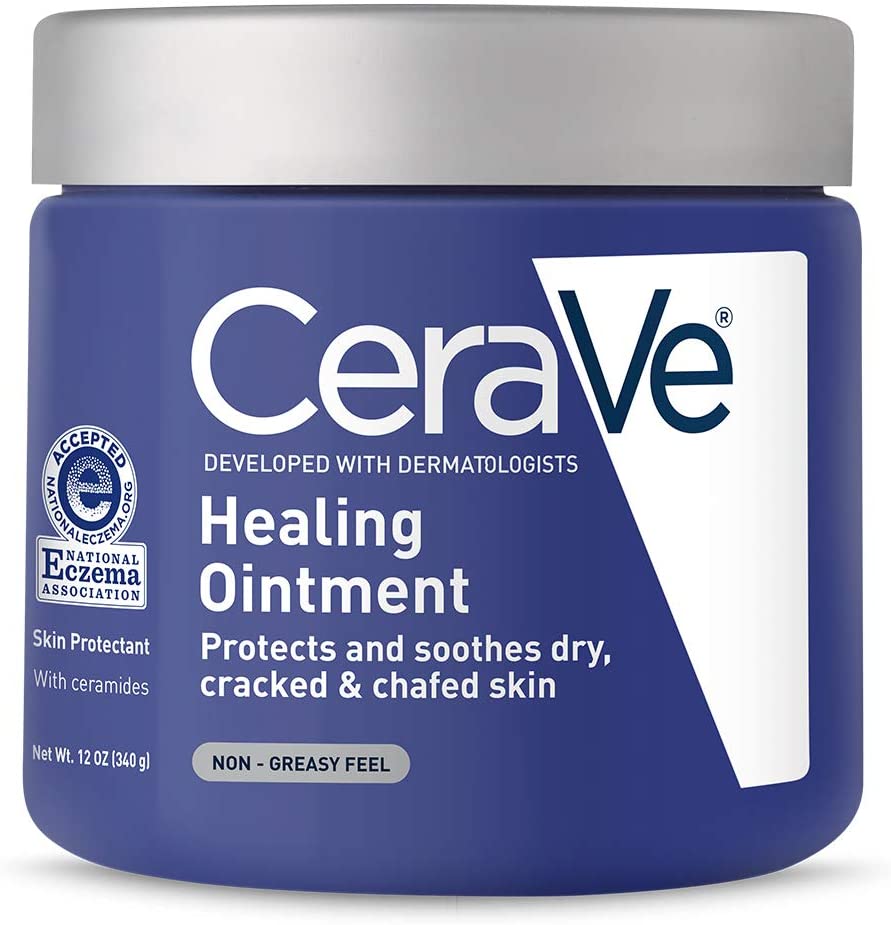 CeraVe®
DEVELOPED WITH DERMATOLOGISTS
Healing
Ointment
Protects and soothes dry,
cracked & chafed skin
NON - GREASY FEEL
ACCEPTED
e
NATIONALECZEMA.ORG
NATIONAL
Eczema
ASSOCIATION
Skin Protectant
With ceramides
Net Wt. 12 OZ (340 g)